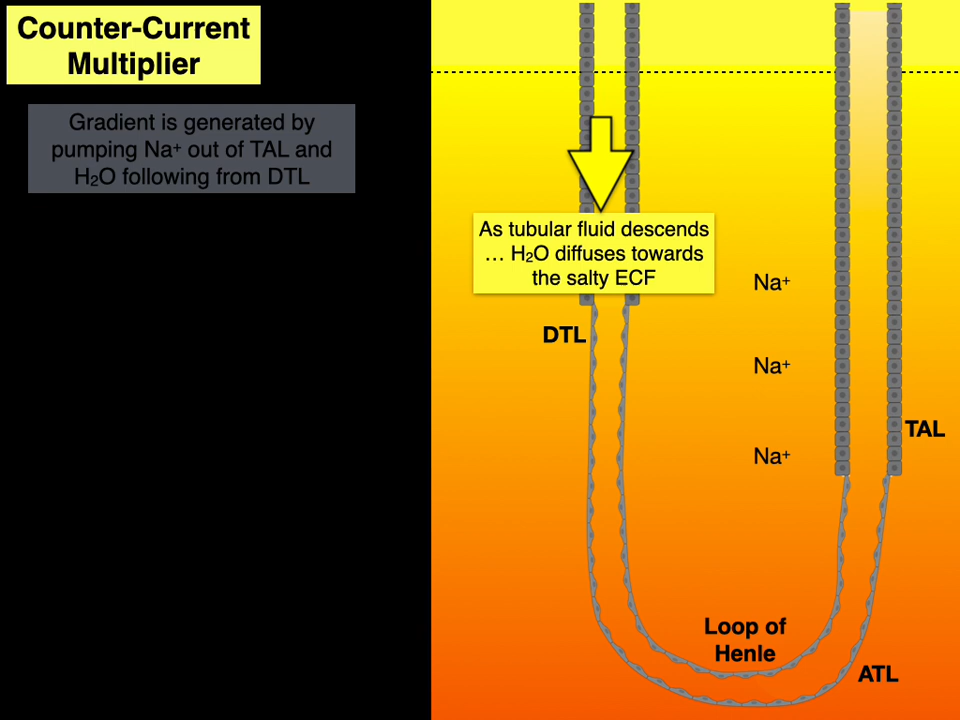 Counter-Current
Multiplier
Gradient is generated by
pumping Na⁺ out of TAL and
H₂O following from DTL
As tubular fluid descends
… H₂O diffuses towards
the salty ECF
Na⁺
DTL
Na⁺
TAL
Na⁺
Loop of
Henle
ATL